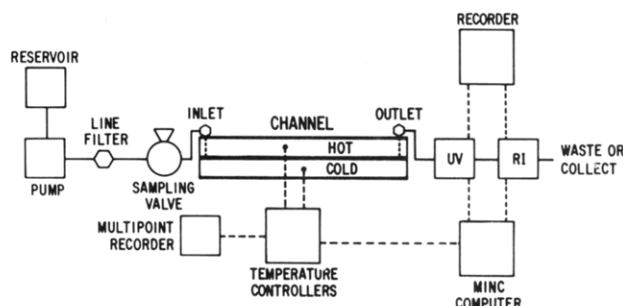 RECORDER
RESERVOIR
LINE
FILTER
INLET
CHANNEL
OUTLET
HOT
COLD
UV
RI
WASTE OR
COLLECT
PUMP
SAMPLING
VALVE
MULTIPOINT
RECORDER
TEMPERATURE
CONTROLLERS
MINC
COMPUTER